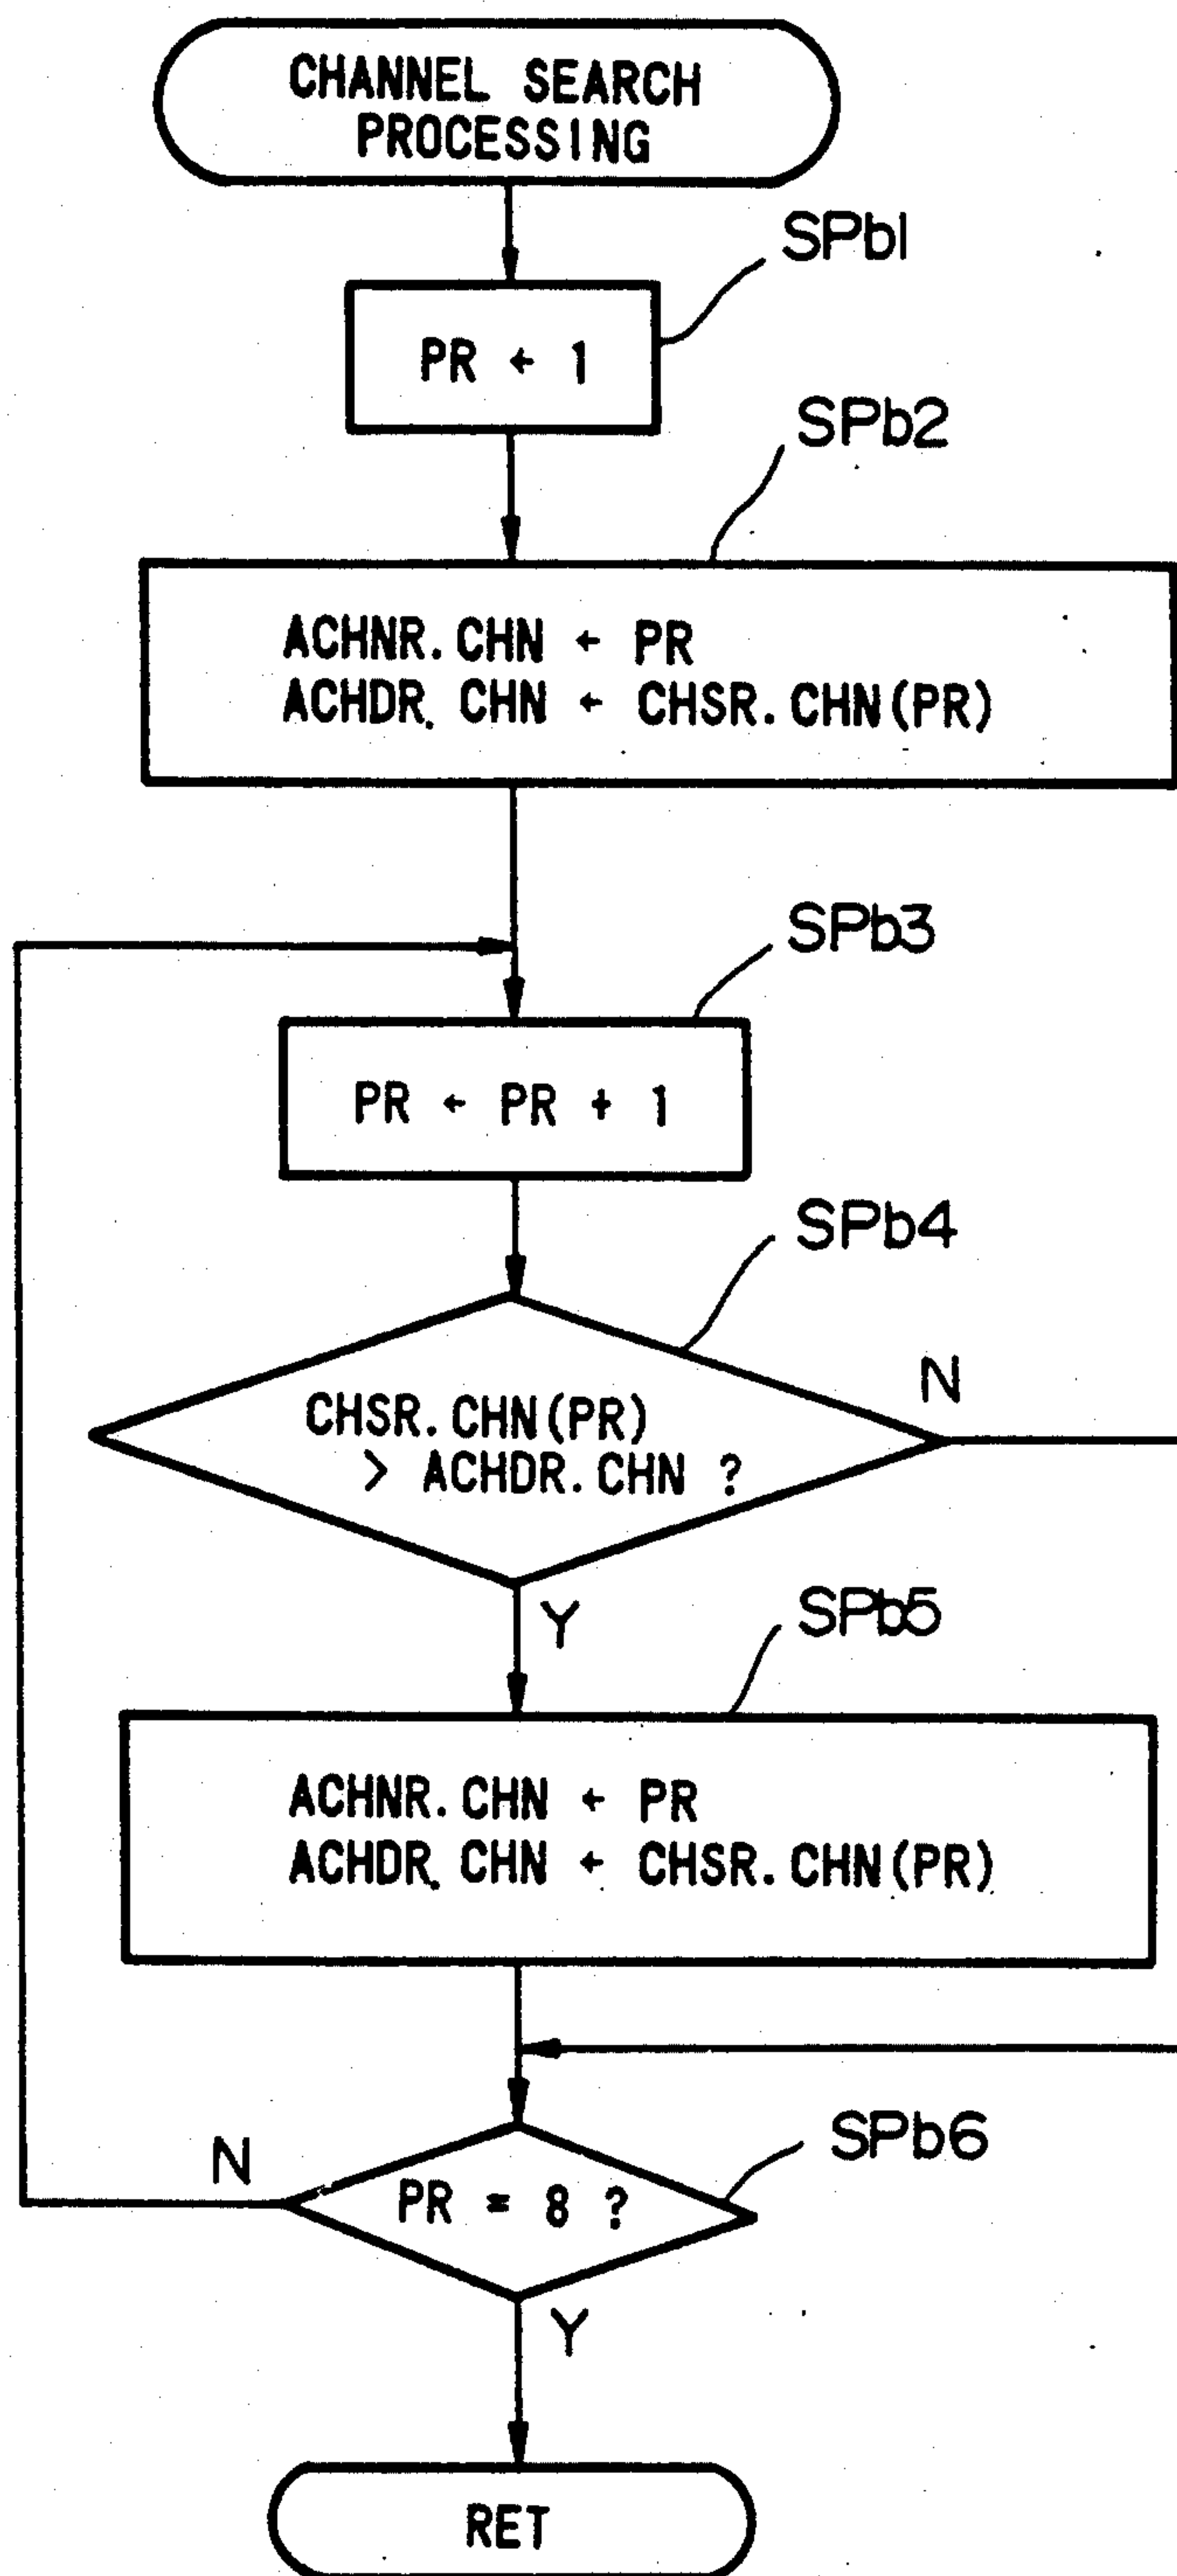 CHANNEL SEARCH
PROCESSING
SPb1
PR ← 1
SPb2
ACHNR.CHN ← PR
ACHDR.CHN ← CHSR.CHN(PR)
SPb3
PR ← PR + 1
SPb4
N
CHSR.CHN(PR)
> ACHDR.CHN ?
Y
SPb5
ACHNR.CHN ← PR
ACHDR.CHN ← CHSR.CHN(PR)
SPb6
N
PR = 8 ?
Y
RET